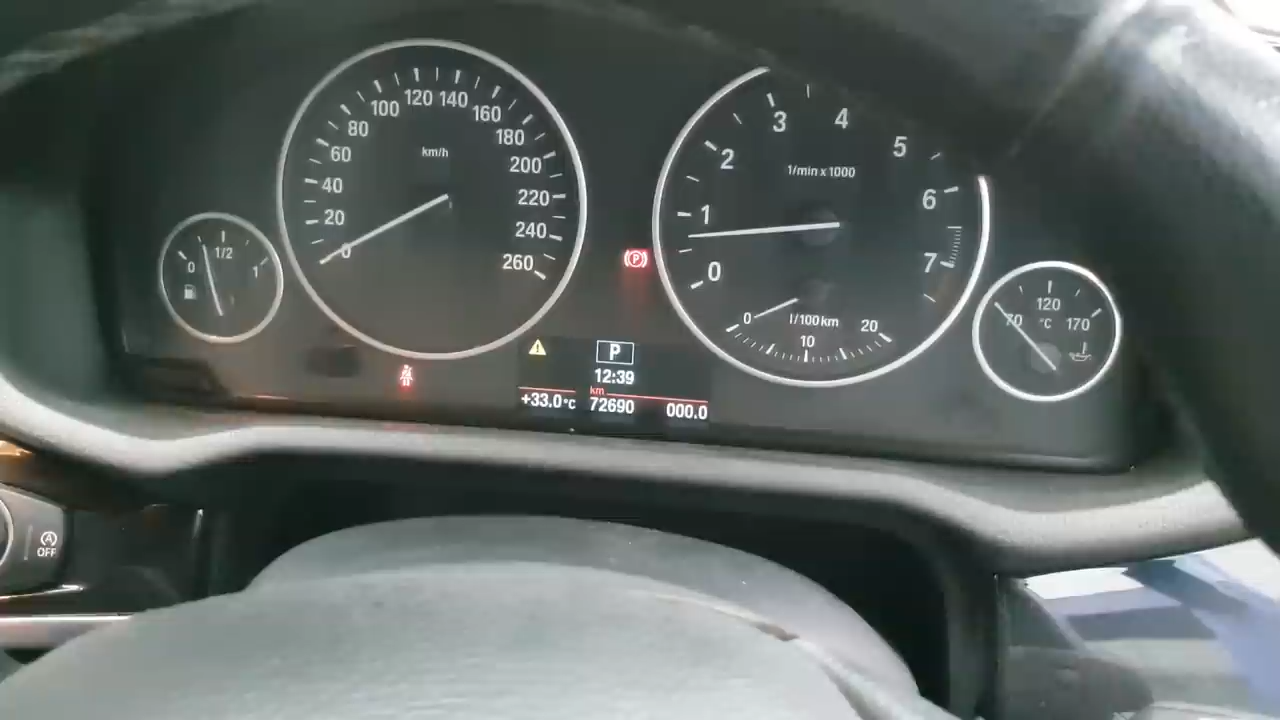 0 20 40 60 80 100 120 140 160 180 200 220 240 260
km/h
0 1/2 1
0 1 2 3 4 5 6 7
1/min x 1000
0 10 20
l/100km
70 120 170
°C
P
P
12:39
km
+33.0°C 72690 000.0
A
OFF